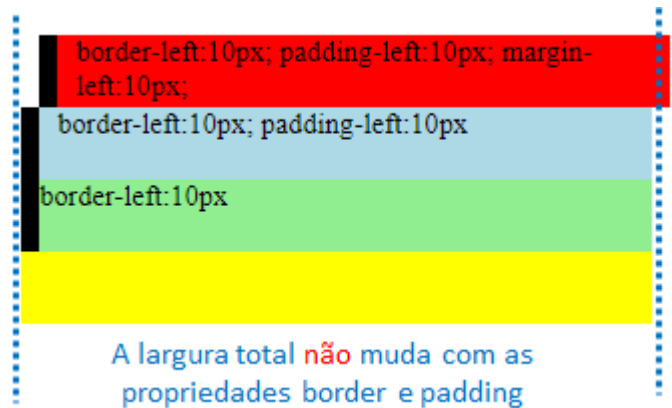 border-left:10px; padding-left:10px; margin-
left:10px;
border-left:10px; padding-left:10px
border-left:10px
A largura total não muda com as
propriedades border e padding